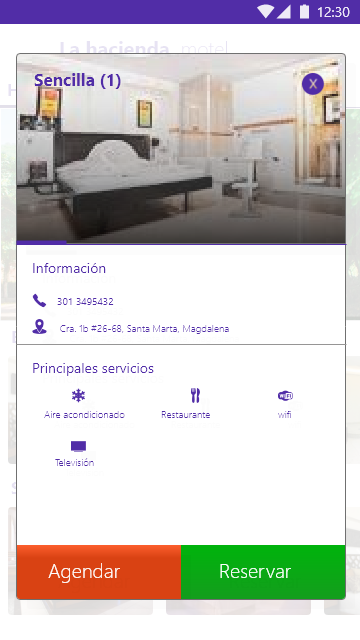 12:30
La hacienda motel
Sencilla (1)
X
Información
301 3495432
Cra. 1b #26-68, Santa Marta, Magdalena
Principales servicios
Aire acondicionado
Restaurante
wifi
Televisión
Agendar
Reservar